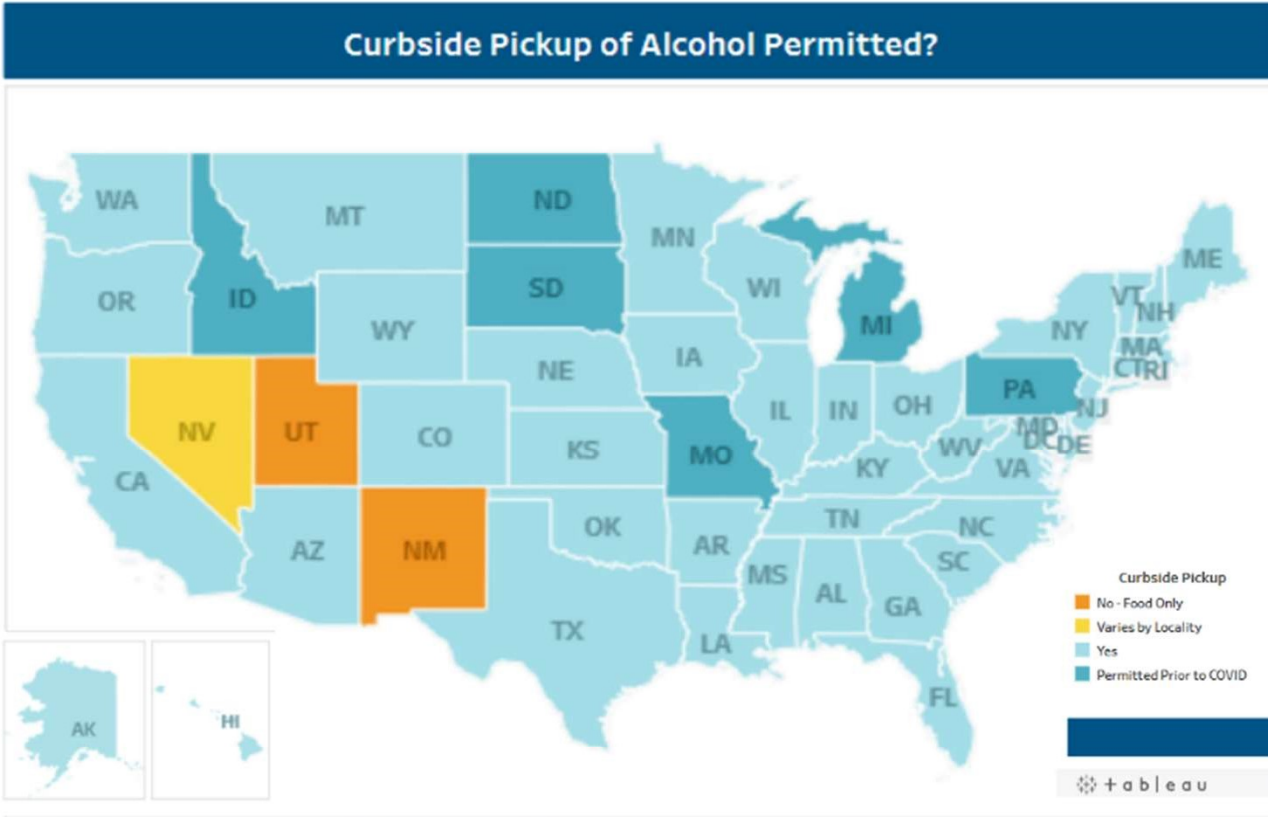 Curbside Pickup of Alcohol Permitted?
WA
MT
ND
MN
ME
OR
ID
SD
WI
MI
VT
NH
NY
WY
MA
CT
RI
IA
NE
PA
NJ
NV
UT
CO
KS
IL
IN
OH
MD
DC
DE
WV
VA
CA
MO
KY
AZ
NM
OK
AR
TN
NC
SC
MS
AL
GA
TX
LA
FL
AK
HI
Curbside Pickup
No - Food Only
Varies by Locality
Yes
Permitted Prior to COVID
+ableau